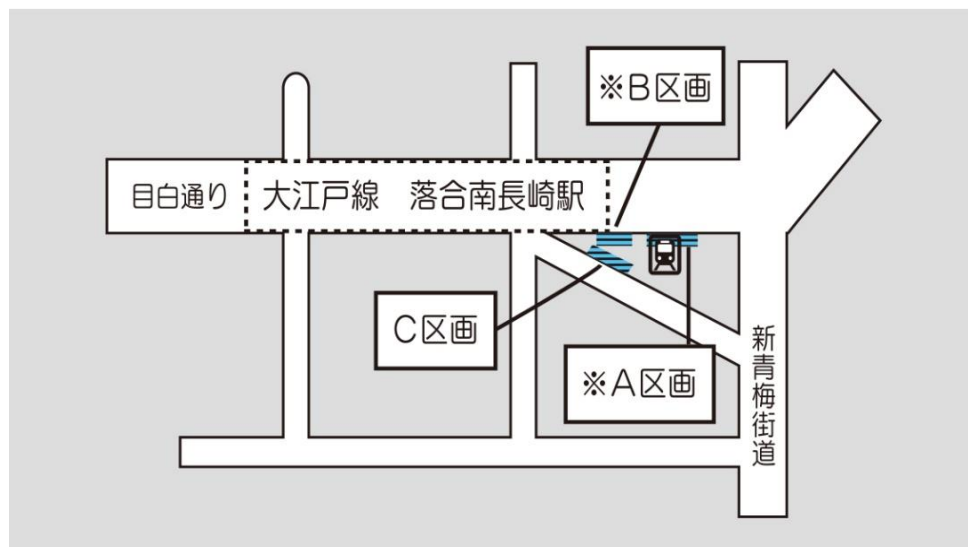 ※B区画
目白通り
大江戸線 落合南長崎駅
C区画
※A区画
新青梅街道